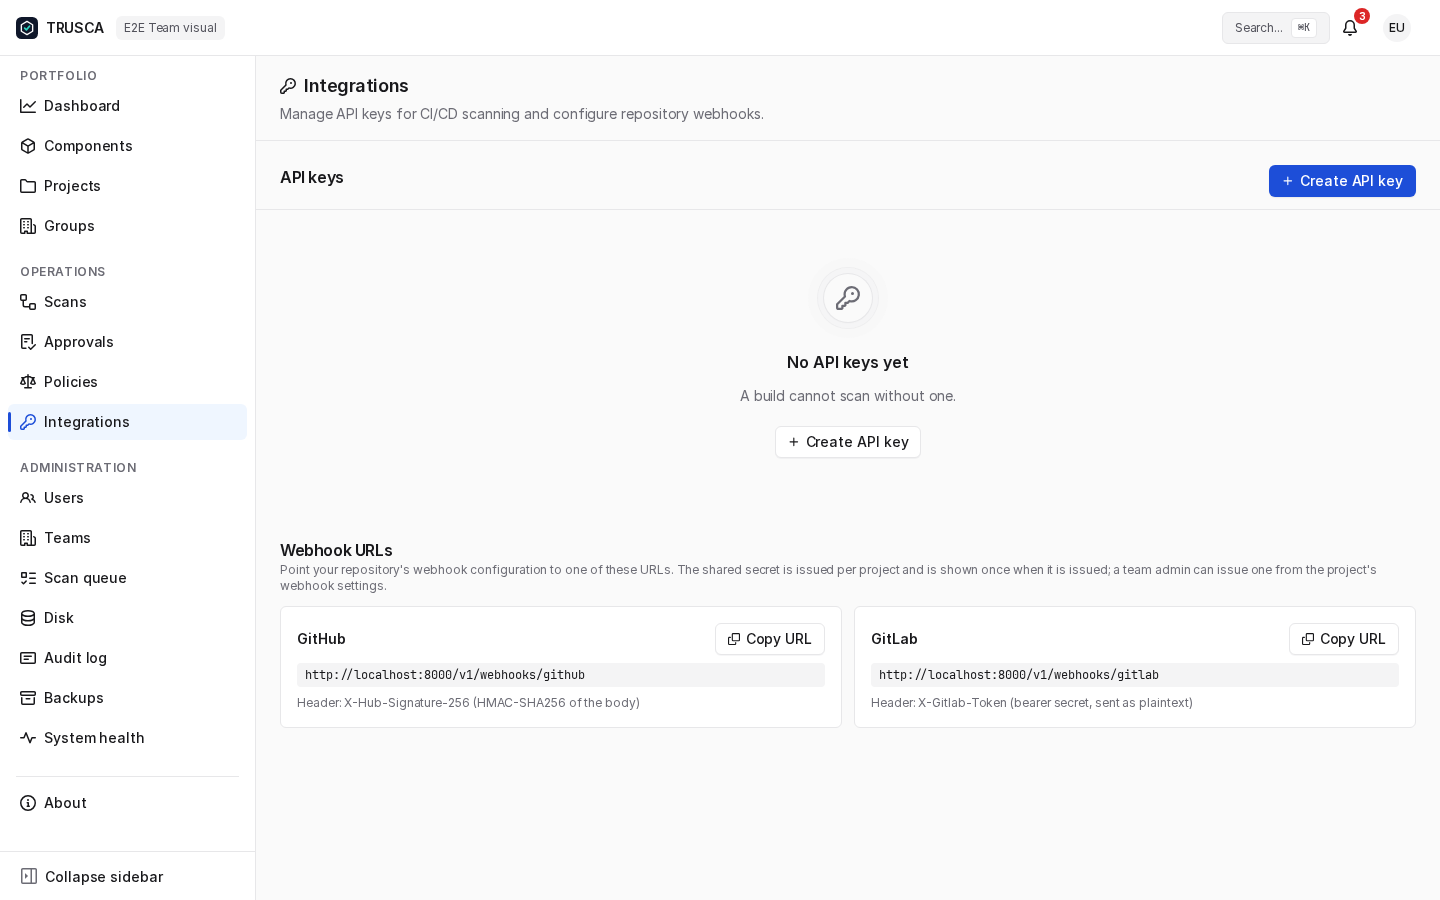 TRUSCA
E2E Team visual
Search... ⌘K
3
EU
PORTFOLIO
Dashboard
Components
Projects
Groups
OPERATIONS
Scans
Approvals
Policies
Integrations
ADMINISTRATION
Users
Teams
Scan queue
Disk
Audit log
Backups
System health
About
Collapse sidebar
Integrations
Manage API keys for CI/CD scanning and configure repository webhooks.
API keys
+ Create API key
No API keys yet
A build cannot scan without one.
+ Create API key
Webhook URLs
Point your repository's webhook configuration to one of these URLs. The shared secret is issued per project and is shown once when it is issued; a team admin can issue one from the project's
webhook settings.
GitHub
Copy URL
http://localhost:8000/v1/webhooks/github
Header: X-Hub-Signature-256 (HMAC-SHA256 of the body)
GitLab
Copy URL
http://localhost:8000/v1/webhooks/gitlab
Header: X-Gitlab-Token (bearer secret, sent as plaintext)